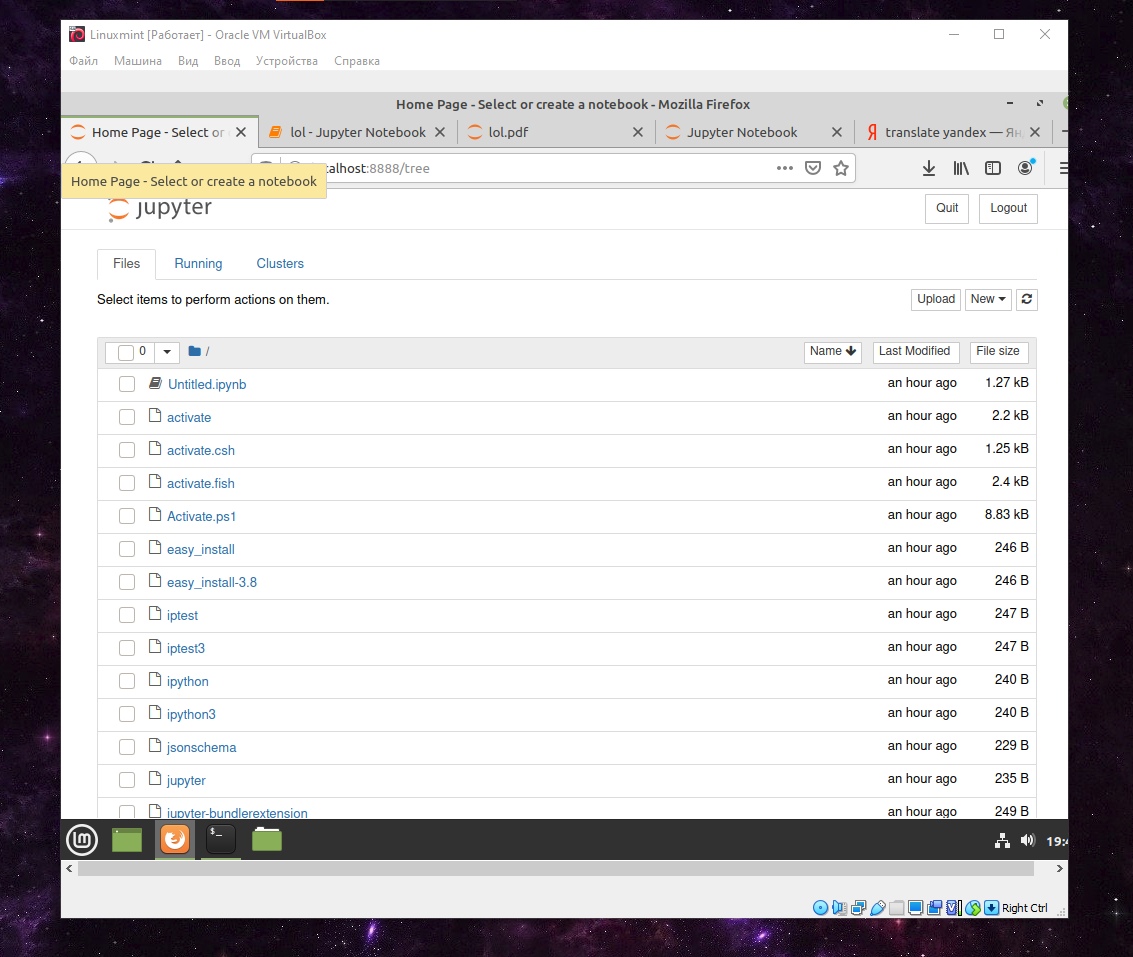 Linuxmint [Работает] - Oracle VM VirtualBox
Файл Машина Вид Ввод Устройства Справка
Home Page - Select or create a notebook - Mozilla Firefox
Home Page - Select or lol - Jupyter Notebook lol.pdf Jupyter Notebook translate yandex — Ян
alhost:8888/tree
Home Page - Select or create a notebook
jupyter Quit Logout
Files Running Clusters
Select items to perform actions on them. Upload New
0 / Name Last Modified File size
Untitled.ipynb an hour ago 1.27 kB
activate an hour ago 2.2 kB
activate.csh an hour ago 1.25 kB
activate.fish an hour ago 2.4 kB
Activate.ps1 an hour ago 8.83 kB
easy_install an hour ago 246 B
easy_install-3.8 an hour ago 246 B
iptest an hour ago 247 B
iptest3 an hour ago 247 B
ipython an hour ago 240 B
ipython3 an hour ago 240 B
jsonschema an hour ago 229 B
jupyter an hour ago 235 B
jupyter-bundlerextension an hour ago 249 B
19:4
Right Ctrl